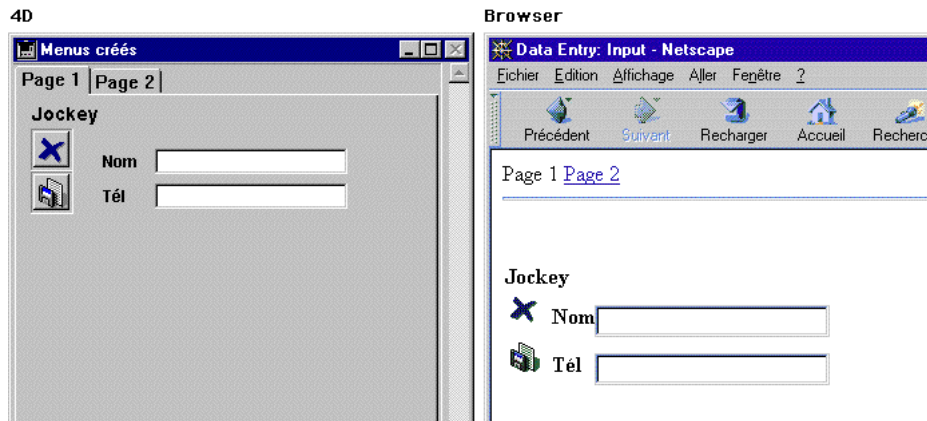 4D
Menus créés
Page 1 Page 2
Jockey
Nom
Tél
Browser
Data Entry: Input - Netscape
Fichier Edition Affichage Aller Fenêtre ?
Précédent Suivant Recharger Accueil Recherc
Page 1 Page 2
Jockey
Nom
Tél